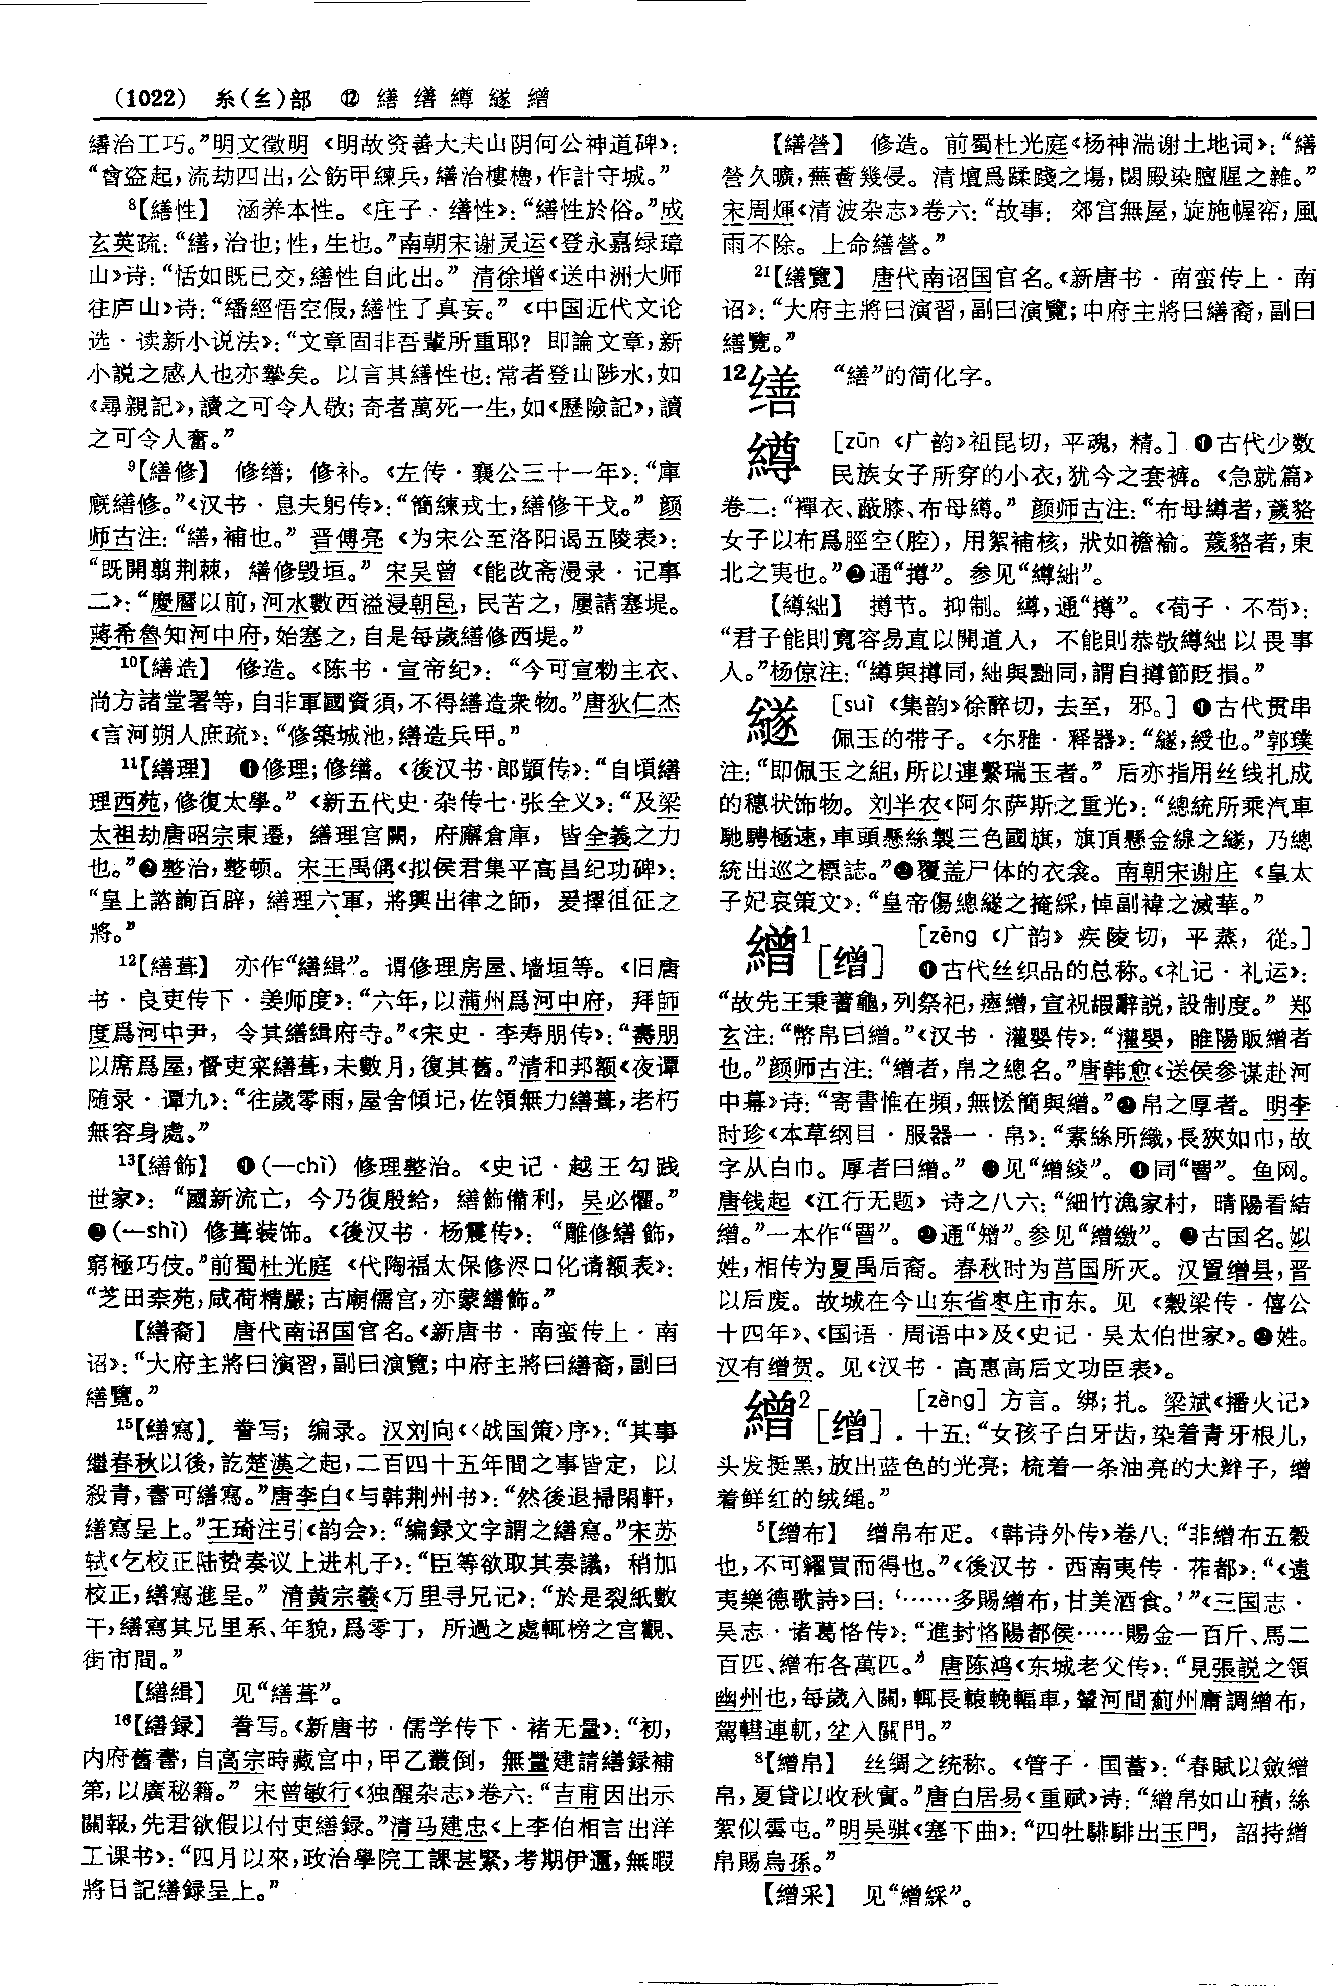 (1022) 糸(纟)部 ⑫ 繕 缮 繜 繸 繒
繕治工巧。”明文徵明《明故资善大夫山阴何公神道碑》：
“會盗起，流劫四出，公飭甲練兵，繕治樓櫓，作計守城。”
8【繕性】 涵养本性。《庄子·缮性》：“繕性於俗。”成
玄英疏：“繕，治也；性，生也。”南朝宋谢灵运《登永嘉绿嶂
山》诗：“恬如既已交，繕性自此出。” 清徐增《送中洲大师
往庐山》诗：“繙經悟空假，繕性了真妄。” 《中国近代文论
选·读新小说法》：“文章固非吾輩所重耶？ 即論文章，新
小説之感人也亦摯矣。 以言其繕性也：常者登山陟水，如
《尋親記》，讀之可令人敬；奇者萬死一生，如《歷險記》，讀
之可令人奮。”
9【繕修】 修缮；修补。《左传·襄公三十一年》：“庫
厩繕修。”《汉书·息夫躬传》：“簡練戎士，繕修干戈。” 颜
师古注：“繕，補也。” 晋傅亮《为宋公至洛阳谒五陵表》：
“既開翦荆棘，繕修毁垣。” 宋吴曾《能改斋漫录·记事
二》：“慶曆以前，河水數西溢浸朝邑，民苦之，屢請塞堤。
蔣希魯知河中府，始塞之，自是每歲繕修西堤。”
10【繕造】 修造。《陈书·宣帝纪》：“今可宣勑主衣、
尚方諸堂署等，自非軍國資須，不得繕造衆物。”唐狄仁杰
《言河朔人庶疏》：“修築城池，繕造兵甲。”
11【繕理】 ❶修理；修缮。《後汉书·郎顗传》：“自頃繕
理西苑，修復太學。” 《新五代史·杂传七·张全义》：“及梁
太祖劫唐昭宗東遷，繕理宫闕，府廨倉庫，皆全義之力
也。”❷整治，整顿。 宋王禹偁《拟侯君集平高昌纪功碑》：
“皇上諮詢百辟，繕理六軍，將興出律之師，爰擇徂征之
將。”
12【繕葺】 亦作“繕緝”。 谓修理房屋、墙垣等。《旧唐
书·良吏传下·姜师度》：“六年，以蒲州爲河中府，拜師
度爲河中尹，令其繕緝府寺。”《宋史·李寿朋传》：“壽朋
以席爲屋，督吏寀繕葺，未數月，復其舊。”清和邦额《夜谭
随录·谭九》：“往歲零雨，屋舍傾圮，佐領無力繕葺，老朽
無容身處。”
13【繕飾】 ❶(—chì) 修理整治。《史记·越王勾践
世家》：“國新流亡，今乃復殷給，繕飾備利，吴必懼。”
❷(—shì) 修葺装饰。《後汉书·杨震传》：“雕修繕飾，
窮極巧伎。”前蜀杜光庭《代陶福太保修浕口化请额表》：
“芝田柰苑，咸荷精嚴；古廟儒宫，亦蒙繕飾。”
【繕裔】 唐代南诏国官名。《新唐书·南蛮传上·南
诏》：“大府主將曰演習，副曰演覽；中府主將曰繕裔，副曰
繕覽。”
15【繕寫】 誊写；编录。 汉刘向《〈战国策〉序》：“其事
繼春秋以後，訖楚漢之起，二百四十五年間之事皆定，以
殺青，書可繕寫。”唐李白《与韩荆州书》：“然後退掃閑軒，
繕寫呈上。”王琦注引《韵会》：“編録文字謂之繕寫。”宋苏
轼《乞校正陆贽奏议上进札子》：“臣等欲取其奏議，稍加
校正，繕寫進呈。” 清黄宗羲《万里寻兄记》：“於是裂紙數
千，繕寫其兄里系、年貌，爲零丁，所過之處輒榜之宫觀、
街市間。”
【繕緝】 见“繕葺”。
16【繕録】 誊写。《新唐书·儒学传下·褚无量》：“初，
内府舊書，自高宗時藏宫中，甲乙叢倒，無量建請繕録補
第，以廣秘籍。” 宋曾敏行《独醒杂志》卷六：“吉甫因出示
關報，先君欲假以付吏繕録。”清马建忠《上李伯相言出洋
工课书》：“四月以來，政治學院工課甚緊，考期伊邇，無暇
將日記繕録呈上。”
【繕營】 修造。 前蜀杜光庭《杨神湍谢土地词》：“繕
營久曠，蕪薈幾侵。 清壇爲蹂踐之場，閟殿染膻腥之雜。”
宋周煇《清波杂志》卷六：“故事：郊宫無屋，旋施幄帟，風
雨不除。上命繕營。”
21【繕覽】 唐代南诏国官名。《新唐书·南蛮传上·南
诏》：“大府主將曰演習，副曰演覽；中府主將曰繕裔，副曰
繕覽。”
12缮 “繕”的简化字。
繜 ［zūn《广韵》祖昆切，平魂，精。］❶古代少数
民族女子所穿的小衣，犹今之套裤。《急就篇》
卷二：“襌衣、蔽膝、布母繜。” 颜师古注：“布母繜者，薉貉
女子以布爲脛空(腔)，用絮補核，狀如襜褕。薉貉者，東
北之夷也。”❷通“撙”。参见“繜絀”。
【繜絀】 撙节。抑制。繜，通“撙”。《荀子·不苟》：
“君子能則寬容易直以開道人，不能則恭敬繜絀以畏事
人。”杨倞注：“繜與撙同，絀與黜同，謂自撙節貶損。”
繸 ［suì《集韵》徐醉切，去至，邪。］❶古代贯串
佩玉的带子。《尔雅·释器》：“繸，綬也。”郭璞
注：“即佩玉之組，所以連繫瑞玉者。” 后亦指用丝线扎成
的穗状饰物。 刘半农《阿尔萨斯之重光》：“總統所乘汽車
馳騁極速，車頭懸絲製三色國旗，旗頂懸金線之繸，乃總
統出巡之標誌。”❷覆盖尸体的衣衾。 南朝宋谢庄《皇太
子妃哀策文》：“皇帝傷總繸之掩綵，悼副褘之滅華。”
繒1［缯］ ［zēng《广韵》疾陵切，平蒸，從。］
❶古代丝织品的总称。《礼记·礼运》：
“故先王秉蓍龜，列祭祀，瘞繒，宣祝嘏辭説，設制度。” 郑
玄注：“幣帛曰繒。”《汉书·灌婴传》：“灌嬰，睢陽販繒者
也。”颜师古注：“繒者，帛之總名。”唐韩愈《送侯参谋赴河
中幕》诗：“寄書惟在頻，無恡簡與繒。”❷帛之厚者。 明李
时珍《本草纲目·服器一·帛》：“素絲所織，長狹如巾，故
字从白巾。厚者曰繒。” ❸见“繒綾”。 ❹同“罾”。鱼网。
唐钱起《江行无题》诗之八六：“細竹漁家村，晴陽看結
繒。”一本作“罾”。 ❺通“矰”。参见“繒缴”。 ❻古国名。姒
姓，相传为夏禹后裔。春秋时为莒国所灭。汉置缯县，晋
以后废。故城在今山东省枣庄市东。见《穀梁传·僖公
十四年》、《国语·周语中》及《史记·吴太伯世家》。❼姓。
汉有缯贺。见《汉书·高惠高后文功臣表》。
繒2［缯］ ［zèng］方言。绑；扎。梁斌《播火记》
十五：“女孩子白牙齿，染着青牙根儿，
头发挺黑，放出蓝色的光亮；梳着一条油亮的大辫子，缯
着鲜红的绒绳。”
5【繒布】 缯帛布疋。《韩诗外传》卷八：“非繒布五穀
也，不可糴買而得也。”《後汉书·西南夷传·莋都》：“《遠
夷樂德歌詩》曰：‘……多賜繒布，甘美酒食。’”《三国志·
吴志·诸葛恪传》：“進封恪陽都侯……賜金一百斤、馬二
百匹、繒布各萬匹。” 唐陈鸿《东城老父传》：“見張説之領
幽州也，每歲入關，輒長轅輓輻車，輦河間薊州庸調繒布，
駕轊連軏，坌入關門。”
8【繒帛】 丝绸之统称。《管子·国蓄》：“春賦以斂繒
帛，夏貸以收秋實。”唐白居易《重赋》诗：“繒帛如山積，絲
絮似雲屯。”明吴骐《塞下曲》：“四牡騑騑出玉門，詔持繒
帛賜烏孫。”
【繒采】 见“繒綵”。